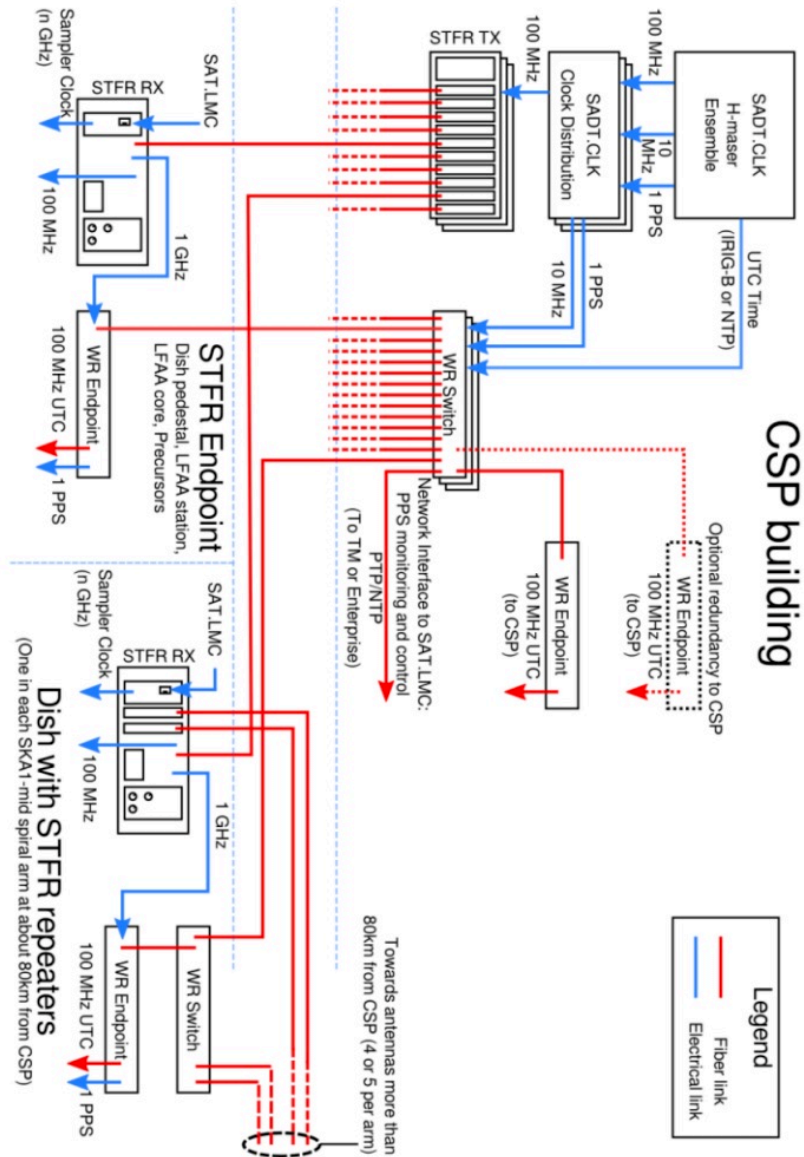 CSP building
SADT.CLK
H-maser
Ensemble
100 MHz
10
MHz
1 PPS
UTC Time
(IRIG-B or NTP)
SADT.CLK
Clock Distribution
100 MHz
1 PPS
10 MHz
STFR TX
WR Switch
Optional redundancy to CSP
WR Endpoint
100 MHz UTC
(to CSP)
WR Endpoint
100 MHz UTC
(to CSP)
Network Interface to SAT.LMC:
PPS monitoring and control
PTP/NTP
(To TM or Enterprise)
Legend
Fiber link
Electrical link
Towards antennas more than
80km from CSP (4 or 5 per arm)
SAT.LMC
STFR RX
Sampler Clock
(n GHz)
100 MHz
1 GHz
WR Endpoint
100 MHz UTC
1 PPS
STFR Endpoint
Dish pedestal, LFAA station,
LFAA core, Precursors
SAT.LMC
STFR RX
Sampler Clock
(n GHz)
100 MHz
1 GHz
WR Switch
WR Endpoint
100 MHz UTC
1 PPS
Dish with STFR repeaters
(One in each SKA1-mid spiral arm at about 80km from CSP)